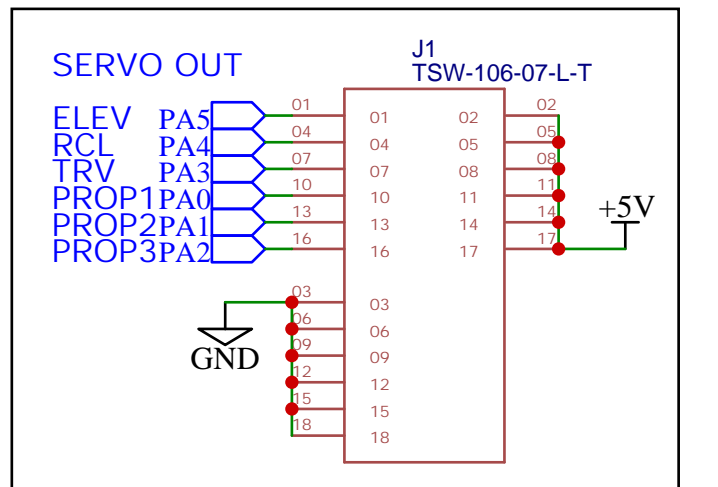 SERVO OUT
J1
TSW-106-07-L-T
ELEV PA5 01 01 02 02
RCL PA4 04 04 05 05
TRV PA3 07 07 08 08
PROP1 PA0 10 10 11 11
PROP2 PA1 13 13 14 14
PROP3 PA2 16 16 17 17
+5V
03 03
06 06
GND
09 09
12 12
15 15
18 18